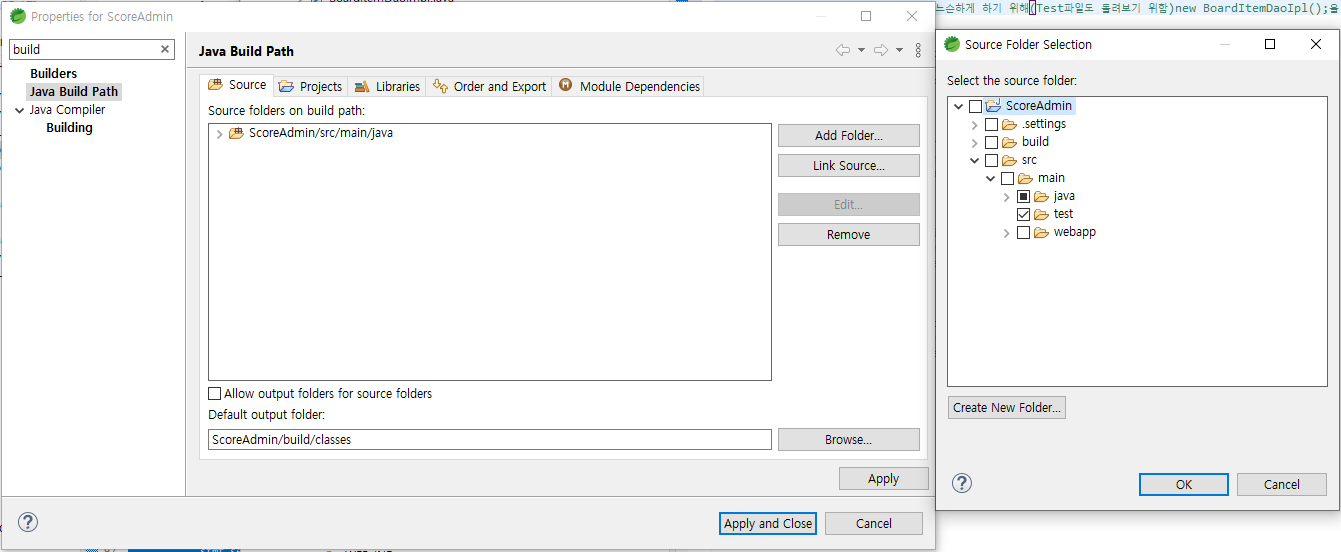 BoardItemDaoImpl.java
느슨하게 하기 위해(Test파일도 돌려보기 위함)new BoardItemDaoIpl();을
Properties for ScoreAdmin
build
Builders
Java Build Path
Java Compiler
Building
Java Build Path
Source Projects Libraries Order and Export Module Dependencies
Source folders on build path:
ScoreAdmin/src/main/java
Add Folder...
Link Source...
Edit...
Remove
Allow output folders for source folders
Default output folder:
ScoreAdmin/build/classes
Browse...
Apply
Apply and Close
Cancel
Source Folder Selection
Select the source folder:
ScoreAdmin
.settings
build
src
main
java
test
webapp
Create New Folder...
OK
Cancel